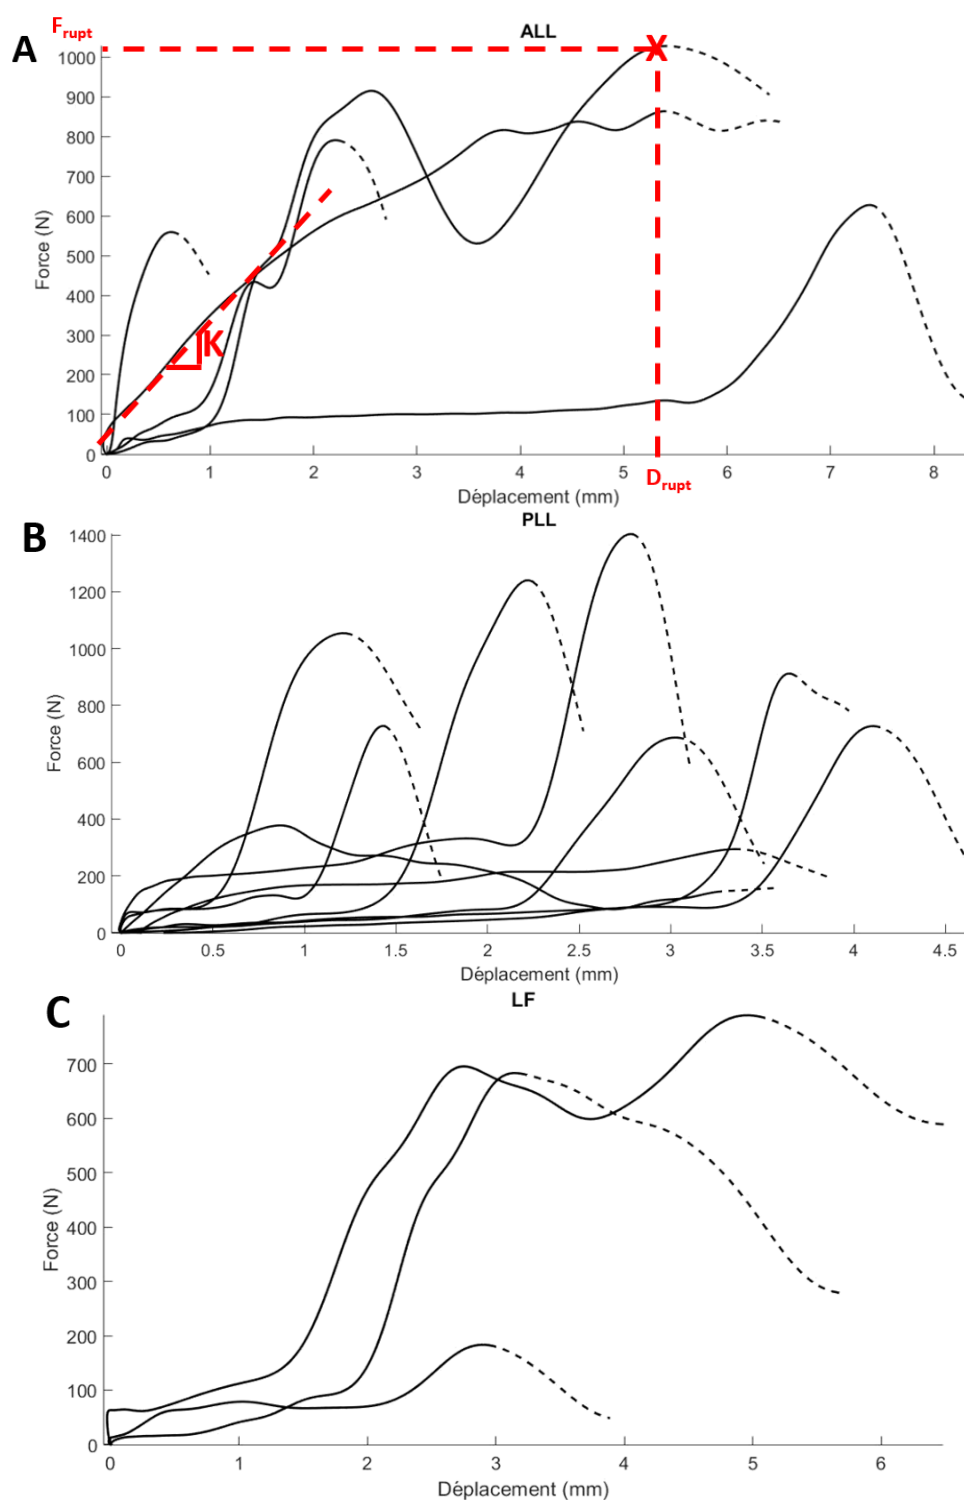 F_rupt
A
ALL
1000
900
800
700
600
500
400
300
200
100
0
Force (N)
K
X
0 1 2 3 4 5 6 7 8
D_rupt
Déplacement (mm)
B
PLL
1400
1200
1000
800
600
400
200
0
Force (N)
0 0.5 1 1.5 2 2.5 3 3.5 4 4.5
Déplacement (mm)
C
LF
700
600
500
400
300
200
100
0
Force (N)
0 1 2 3 4 5 6
Déplacement (mm)